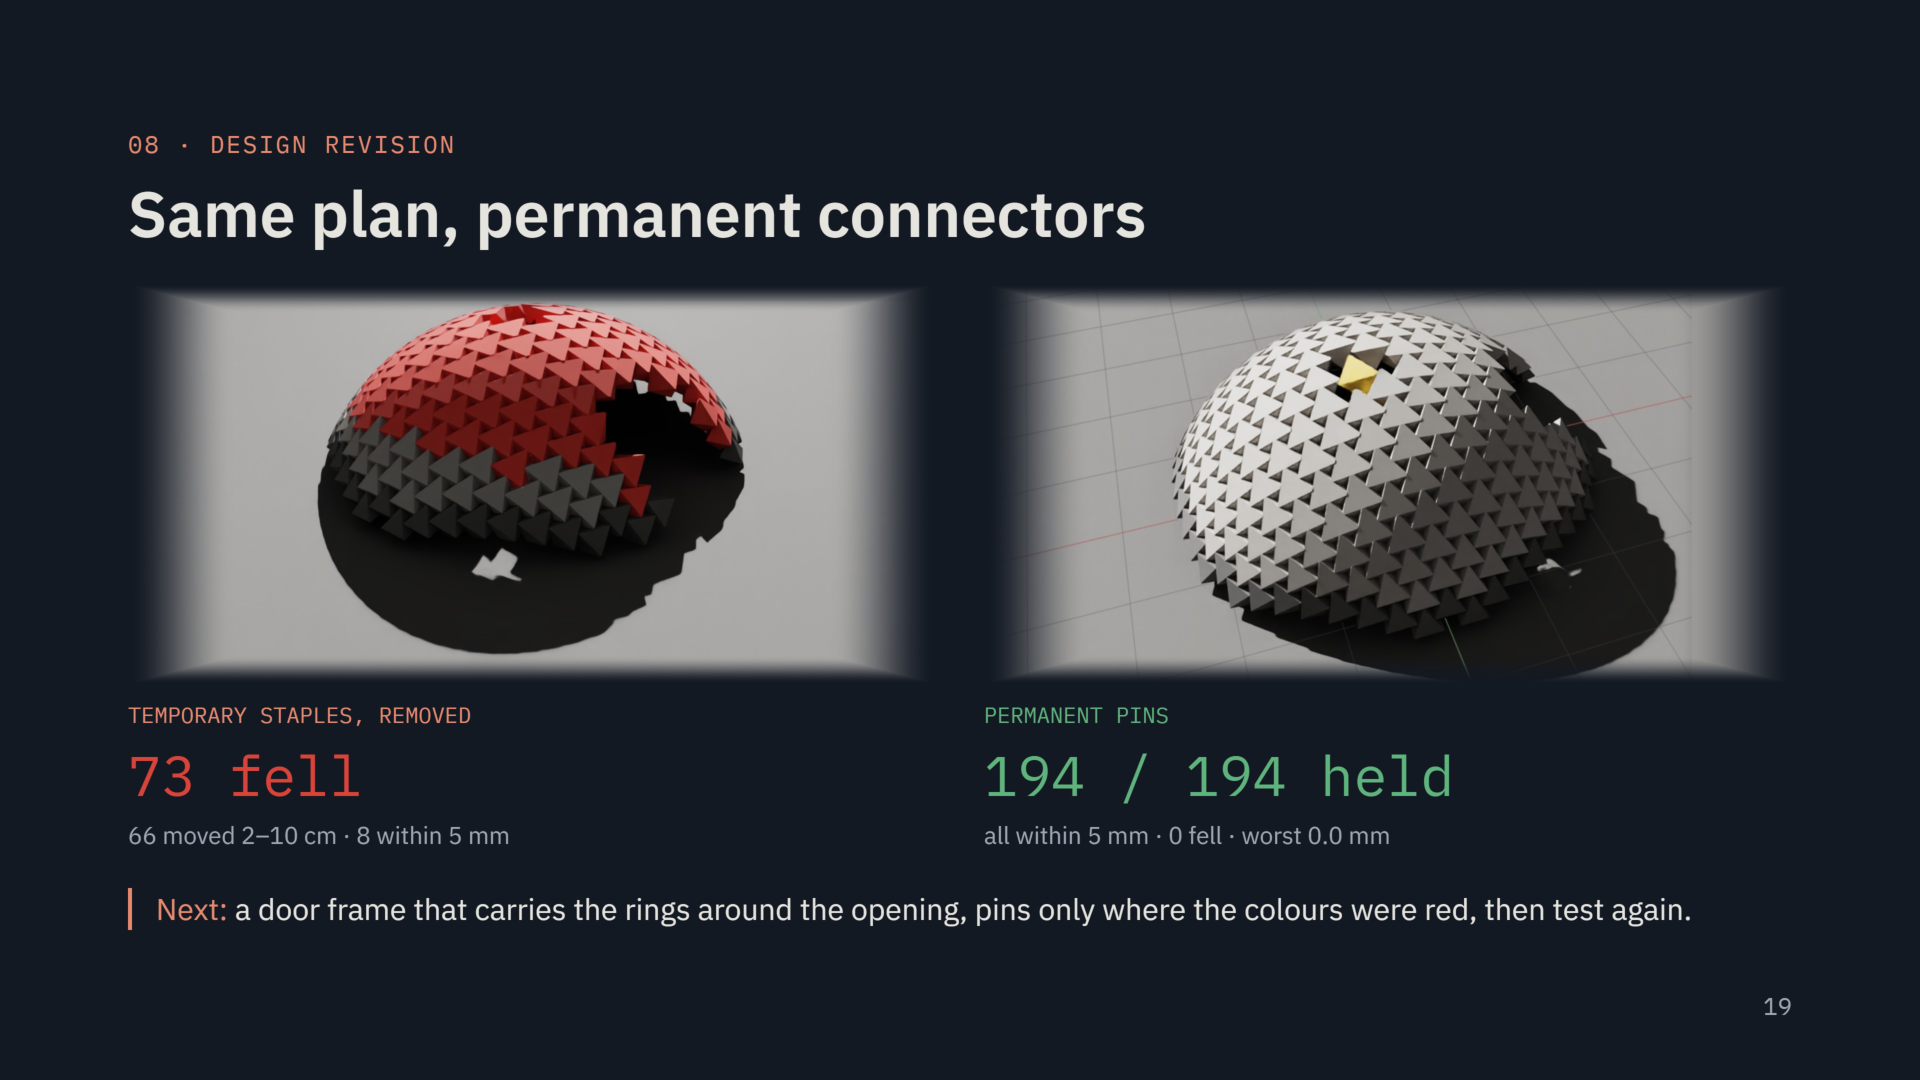 08 · DESIGN REVISION
Same plan, permanent connectors
TEMPORARY STAPLES, REMOVED
73 fell
66 moved 2–10 cm · 8 within 5 mm
PERMANENT PINS
194 / 194 held
all within 5 mm · 0 fell · worst 0.0 mm
Next: a door frame that carries the rings around the opening, pins only where the colours were red, then test again.
19